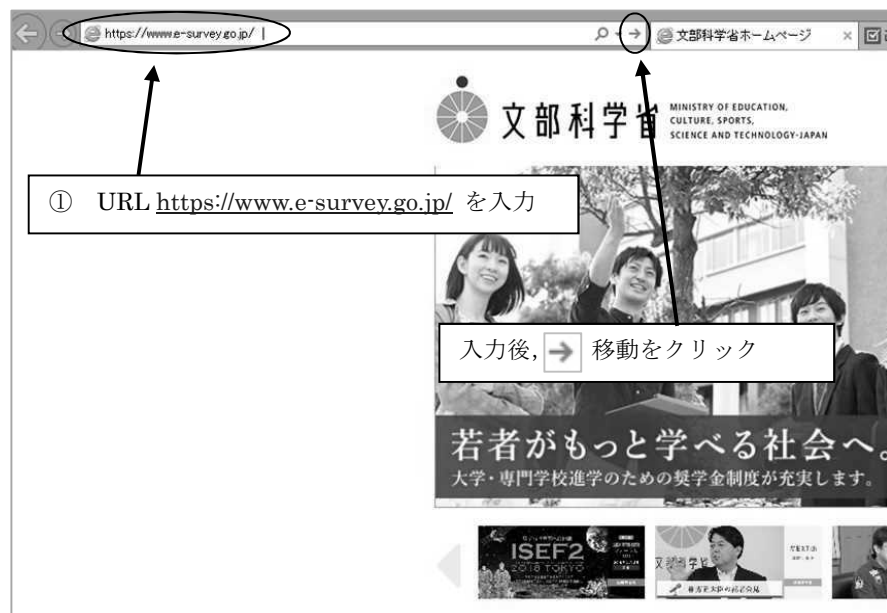 https://www.e-survey.go.jp/
文部科学省ホームページ
文部科学省
MINISTRY OF EDUCATION,
CULTURE, SPORTS,
SCIENCE AND TECHNOLOGY-JAPAN
① URL https://www.e-survey.go.jp/ を入力
入力後, → 移動をクリック
若者がもっと学べる社会へ。
大学・専門学校進学のための奨学金制度が充実します。
ISEF2
2018 TOKYO